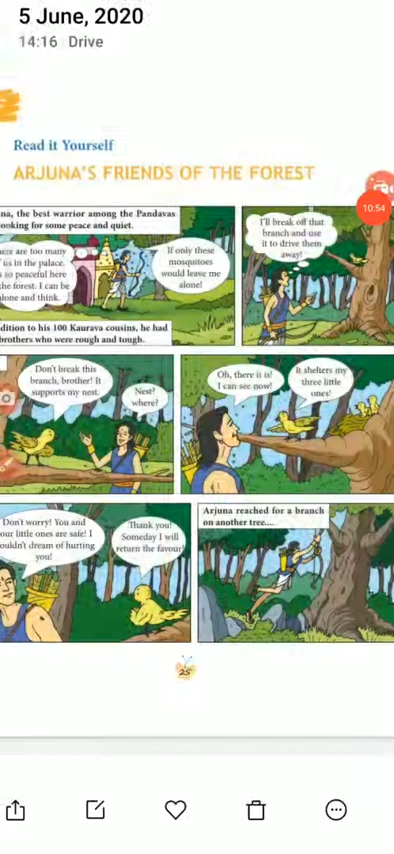 5 June, 2020
14:16 Drive
Read it Yourself
ARJUNA'S FRIENDS OF THE FOREST
10:54
na, the best warrior among the Pandavas
ooking for some peace and quiet.
ere are too many
us in the palace.
s so peaceful here
the forest. I can be
lone and think.
If only these
mosquitoes
would leave me
alone!
dition to his 100 Kaurava cousins, he had
brothers who were rough and tough.
I'll break off that
branch and use
it to drive them
away!
Don't break this
branch, brother! It
supports my nest.
Nest?
where?
Oh, there it is!
I can see now!
It shelters my
three little
ones!
Don't worry! You and
our little ones are safe! I
ouldn't dream of hurting
you!
Thank you!
Someday I will
return the favour
Arjuna reached for a branch
on another tree....
25